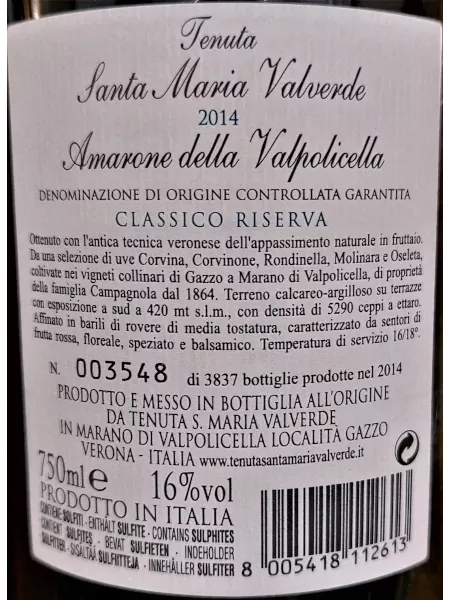 Tenuta
Santa Maria Valverde
2014
Amarone della Valpolicella
DENOMINAZIONE DI ORIGINE CONTROLLATA GARANTITA
CLASSICO RISERVA
Ottenuto con l'antica tecnica veronese dell'appassimento naturale in fruttaio.
Da una selezione di uve Corvina, Corvinone, Rondinella, Molinara e Oseleta,
coltivate nei vigneti collinari di Gazzo a Marano di Valpolicella, di proprietà
della famiglia Campagnola dal 1864. Terreno calcareo-argilloso su terrazze
con esposizione a sud a 420 mt s.l.m., con densità di 5290 ceppi a ettaro.
Affinato in barili di rovere di media tostatura, caratterizzato da sentori di
frutta rossa, floreale, speziato e balsamico. Temperatura di servizio 16/18°.
N. 003548 di 3837 bottiglie prodotte nel 2014
PRODOTTO E MESSO IN BOTTIGLIA ALL'ORIGINE
DA TENUTA S. MARIA VALVERDE
IN MARANO DI VALPOLICELLA LOCALITÀ GAZZO
VERONA - ITALIA www.tenutasantamariavalverde.it
750ml e 16%vol
PRODOTTO IN ITALIA
CONTIENE SOLFITI - ENTHÄLT SULFITE - CONTAINS SULPHITES
CONTIENT SULFITES - BEVAT SULFIETEN - INDEHOLDER
SULFITER - SISÄLTÄÄ SULFIITTEJA - INNEHÅLLER SULFITER
8 005418 112613